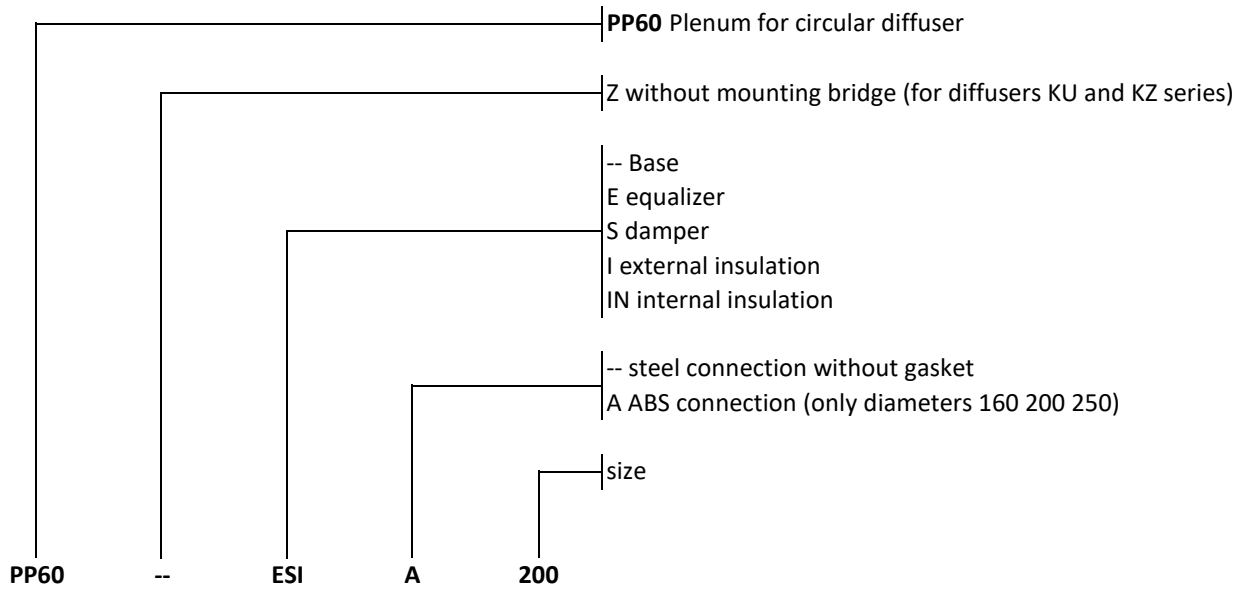 PP60 Plenum for circular diffuser
Z without mounting bridge (for diffusers KU and KZ series)
-- Base
E equalizer
S damper
I external insulation
IN internal insulation
-- steel connection without gasket
A ABS connection (only diameters 160 200 250)
size
PP60 -- ESI A 200